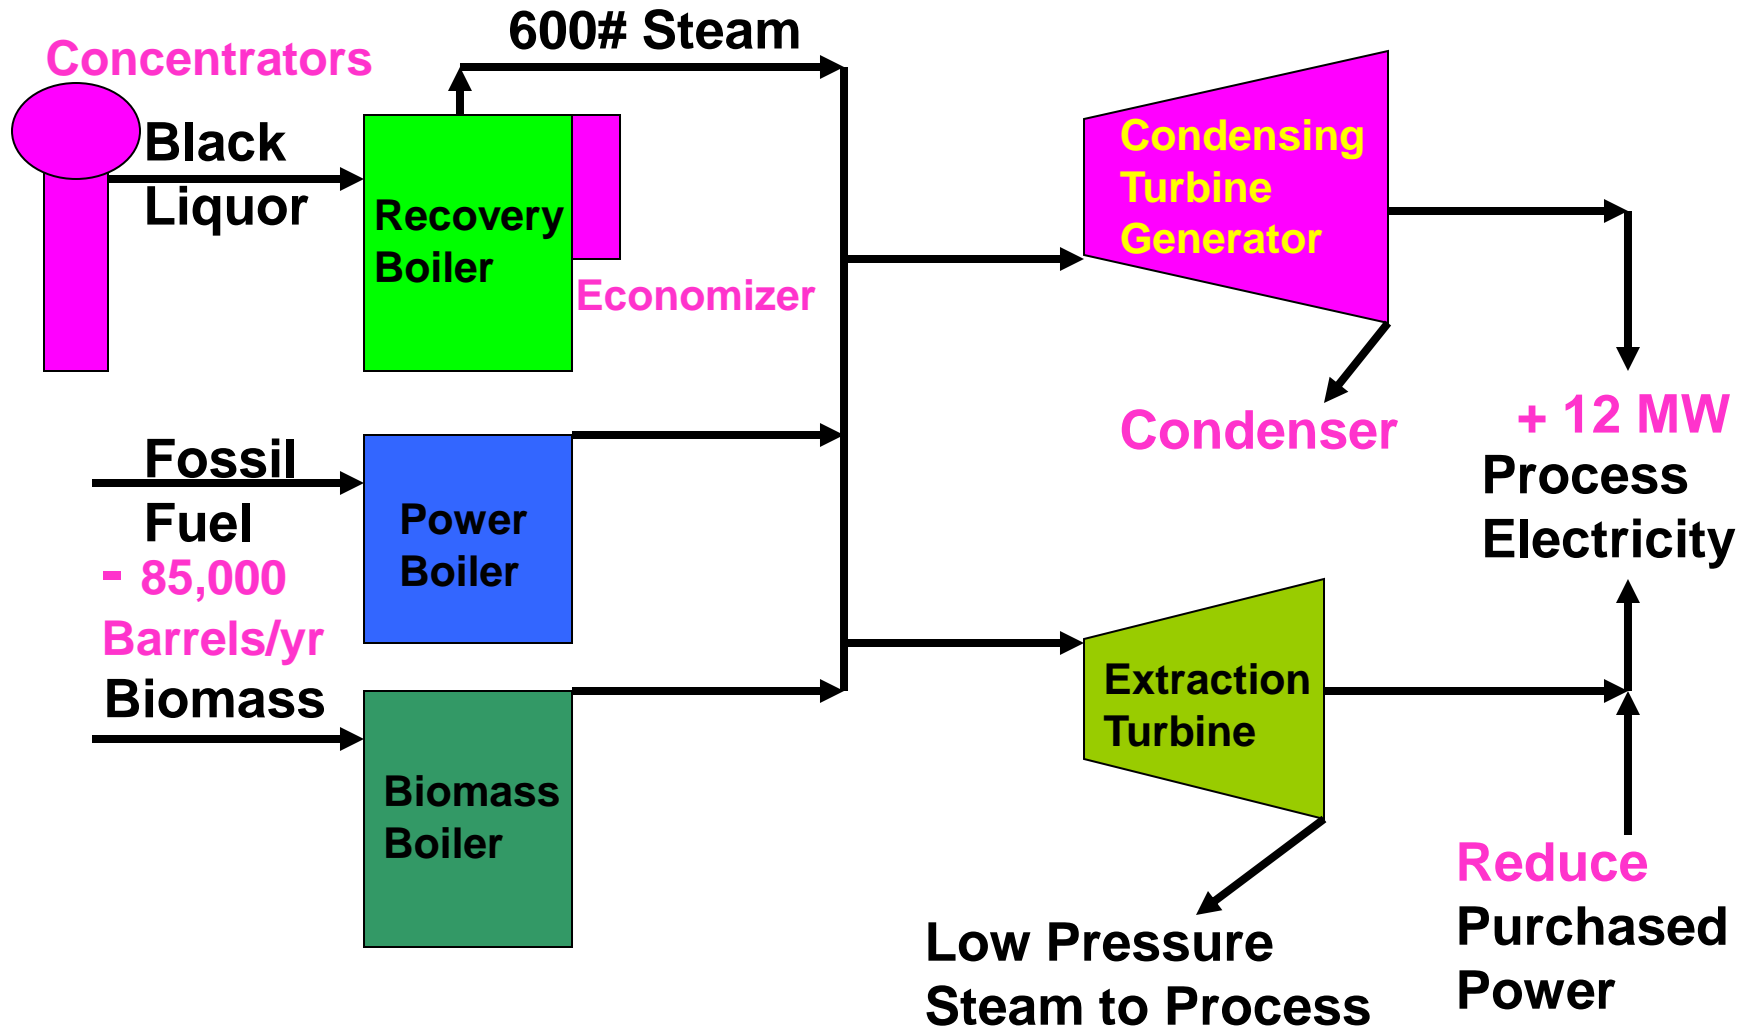 600# Steam
Concentrators
Black
Liquor
Recovery
Boiler
Economizer
Condensing
Turbine
Generator
Condenser
+ 12 MW
Process
Electricity
Fossil
Fuel
- 85,000
Barrels/yr
Biomass
Power
Boiler
Biomass
Boiler
Extraction
Turbine
Low Pressure
Steam to Process
Reduce
Purchased
Power